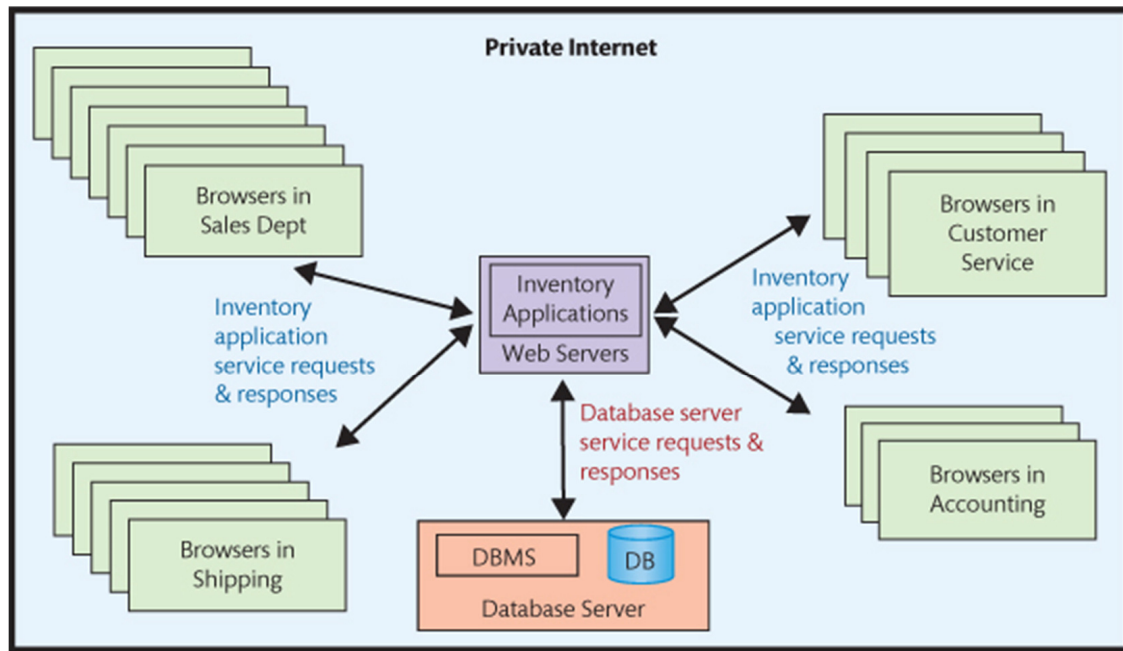 Private Internet
Browsers in
Sales Dept
Browsers in
Customer
Service
Inventory
application
service requests
& responses
Inventory
Applications
Web Servers
Inventory
application
service requests
& responses
Database server
service requests &
responses
Browsers in
Shipping
DBMS
DB
Database Server
Browsers in
Accounting